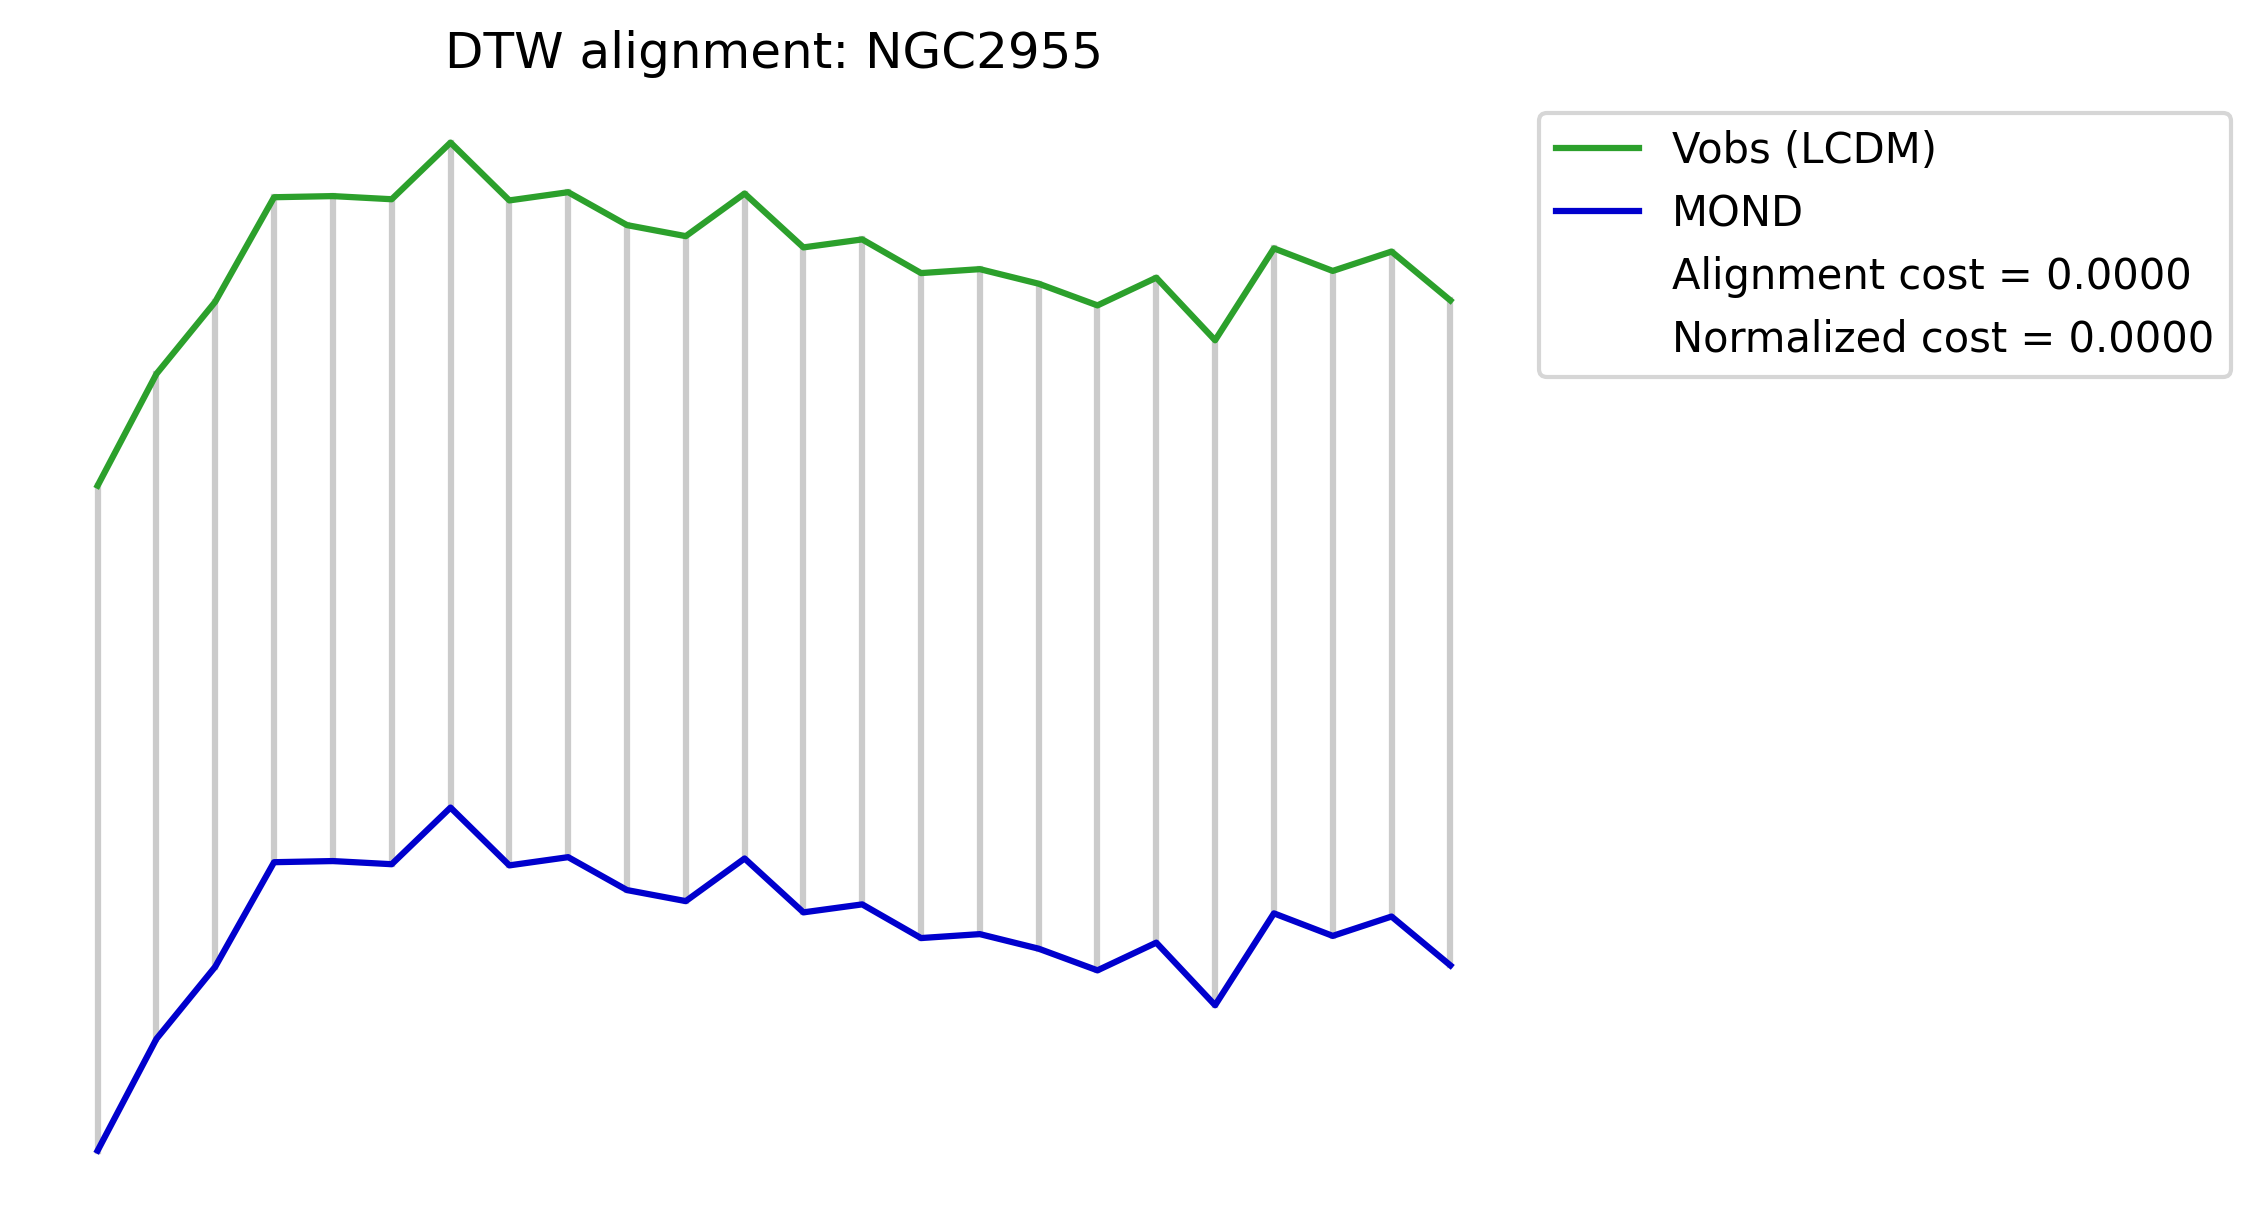 DTW alignment: NGC2955
Vobs (LCDM)
MOND
Alignment cost = 0.0000
Normalized cost = 0.0000